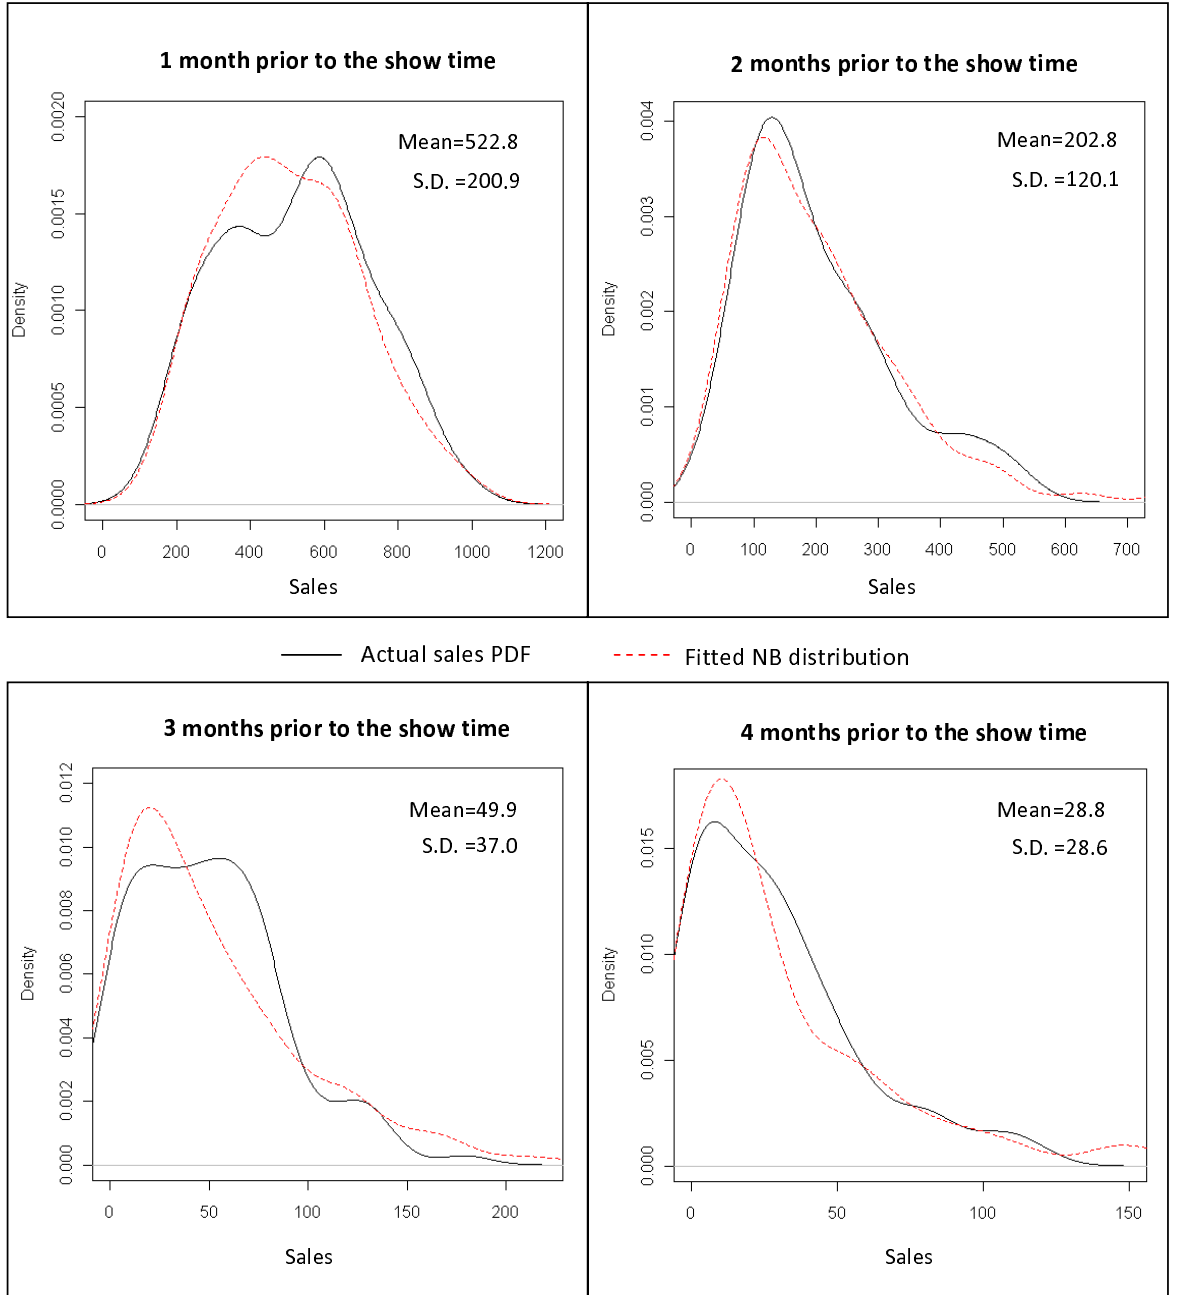 1 month prior to the show time
Mean=522.8
S.D. =200.9
Density
0.0000 0.0005 0.0010 0.0015 0.0020
0 200 400 600 800 1000 1200
Sales
2 months prior to the show time
Mean=202.8
S.D. =120.1
Density
0.000 0.001 0.002 0.003 0.004
0 100 200 300 400 500 600 700
Sales
Actual sales PDF
Fitted NB distribution
3 months prior to the show time
Mean=49.9
S.D. =37.0
Density
0.000 0.002 0.004 0.006 0.008 0.010 0.012
0 50 100 150 200
Sales
4 months prior to the show time
Mean=28.8
S.D. =28.6
Density
0.000 0.005 0.010 0.015
0 50 100 150
Sales